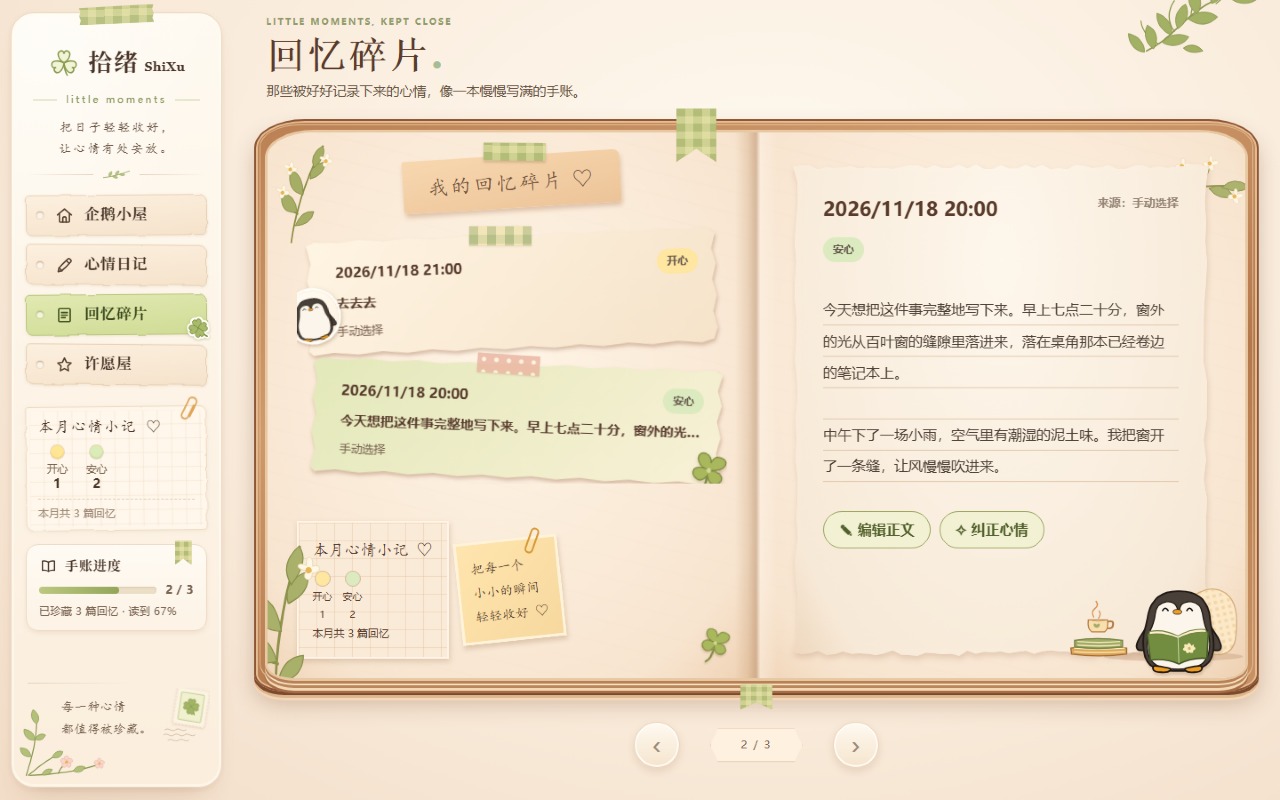 拾绪 ShiXu
little moments
把日子轻轻收好，
让心情有处安放。
企鹅小屋
心情日记
回忆碎片
许愿屋
本月心情小记 ♡
开心 安心
1 2
本月共 3 篇回忆
手账进度
2 / 3
已珍藏 3 篇回忆 · 读到 67%
每一种心情
都值得被珍藏。
LITTLE MOMENTS, KEPT CLOSE
回忆碎片.
那些被好好记录下来的心情，像一本慢慢写满的手账。
我的回忆碎片 ♡
2026/11/18 21:00
开心
去去去
手动选择
2026/11/18 20:00
安心
今天想把这件事完整地写下来。早上七点二十分，窗外的光...
手动选择
本月心情小记 ♡
开心 安心
1 2
本月共 3 篇回忆
把每一个
小小的瞬间
轻轻收好 ♡
2026/11/18 20:00
来源：手动选择
安心
今天想把这件事完整地写下来。早上七点二十分，窗外
的光从百叶窗的缝隙里落进来，落在桌角那本已经卷边
的笔记本上。
中午下了一场小雨，空气里有潮湿的泥土味。我把窗开
了一条缝，让风慢慢吹进来。
编辑正文
纠正心情
‹ 2 / 3 ›